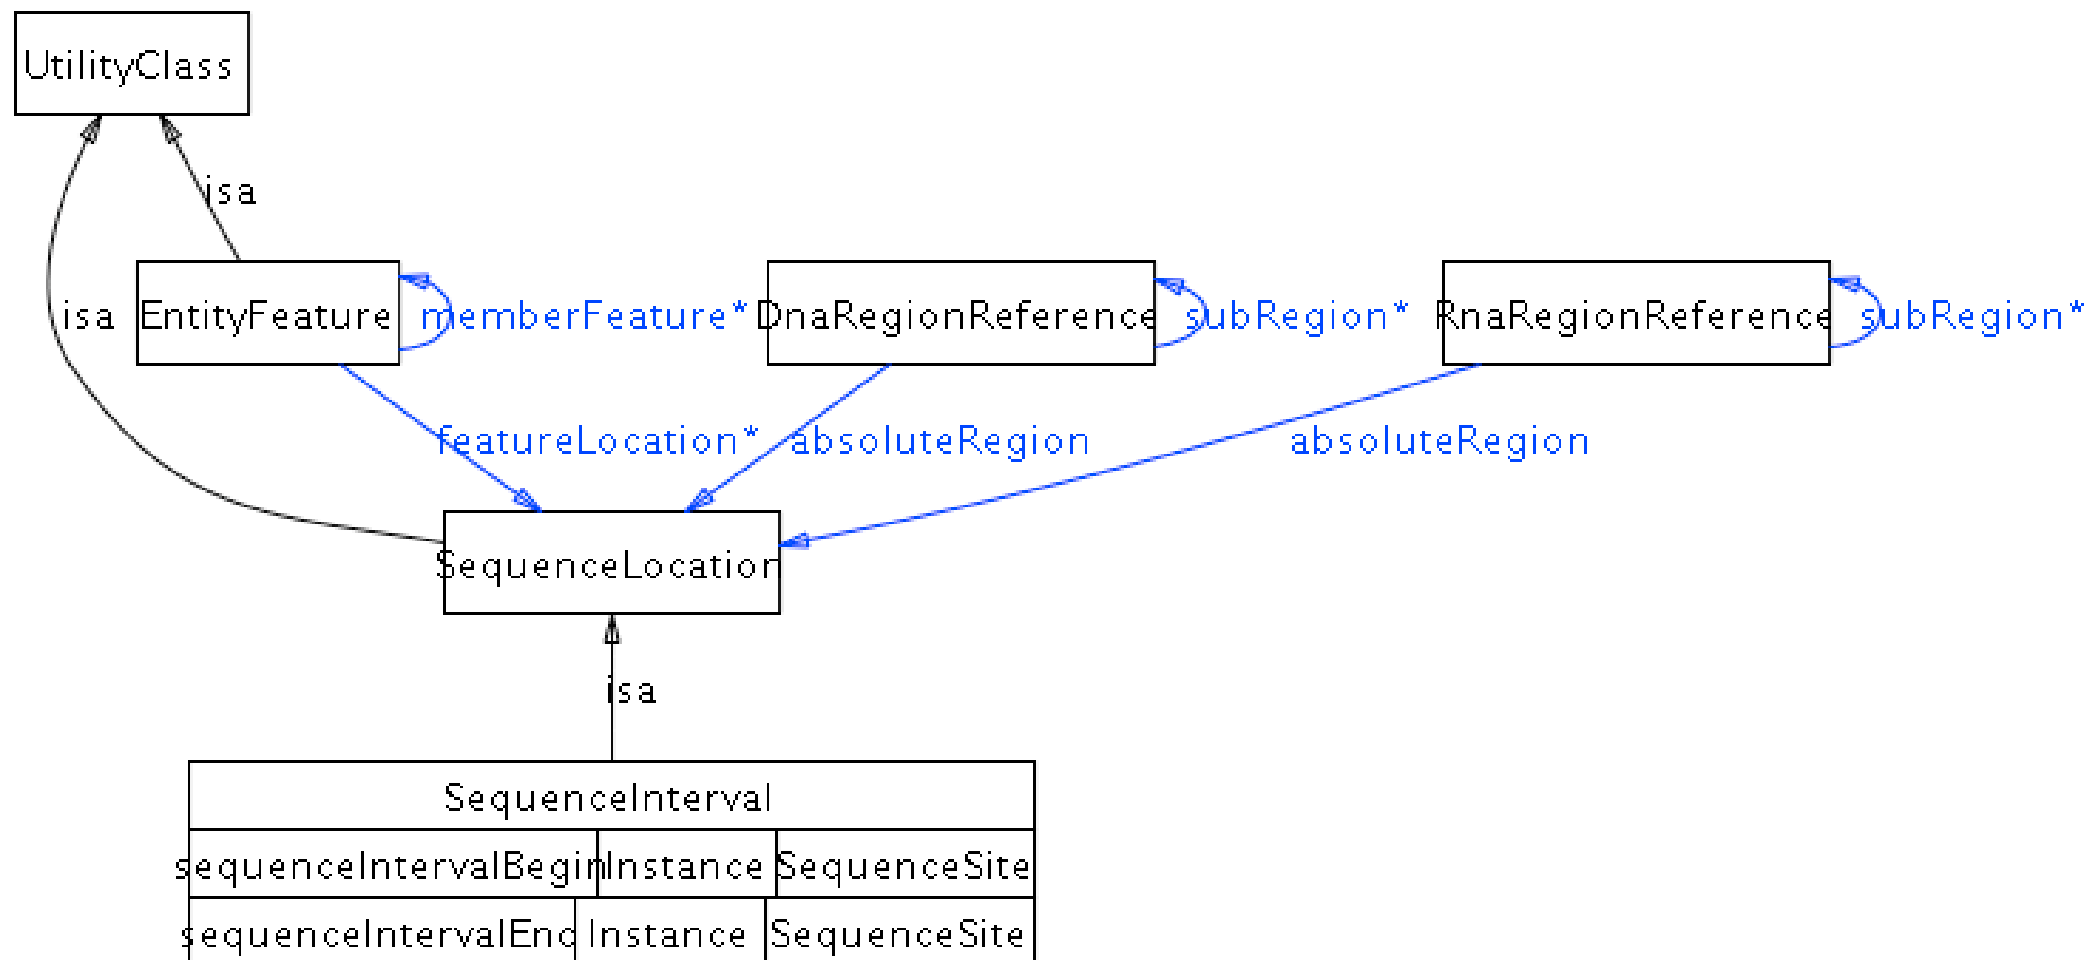 UtilityClass
isa
isa
EntityFeature
memberFeature*
DnaRegionReference
subRegion*
RnaRegionReference
subRegion*
featureLocation*
absoluteRegion
absoluteRegion
SequenceLocation
isa
SequenceInterval
sequenceIntervalBegin Instance SequenceSite
sequenceIntervalEnd Instance SequenceSite